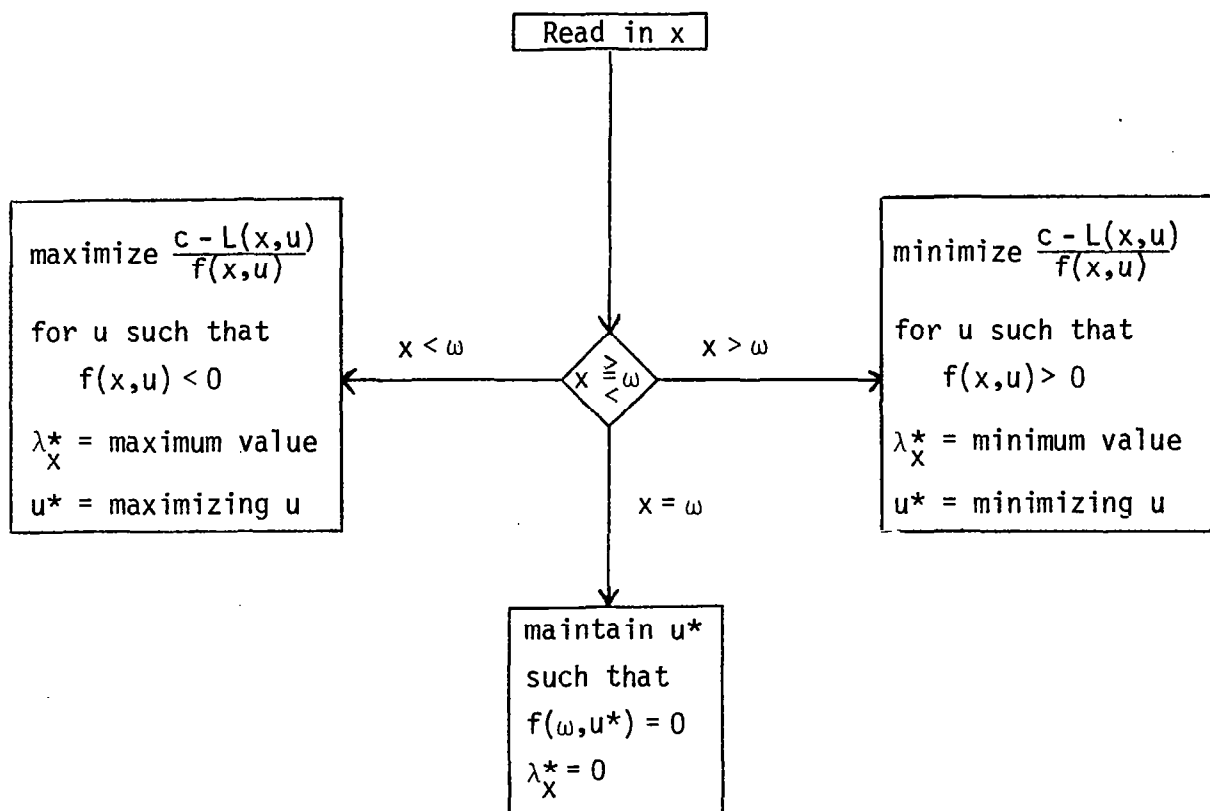 Read in x
maximize c - L(x,u) / f(x,u)
for u such that
f(x,u) < 0
λ*x = maximum value
u* = maximizing u
x < ω
x ≥ = < ω
x > ω
x = ω
minimize c - L(x,u) / f(x,u)
for u such that
f(x,u) > 0
λ*x = minimum value
u* = minimizing u
maintain u*
such that
f(ω,u*) = 0
λ*x = 0